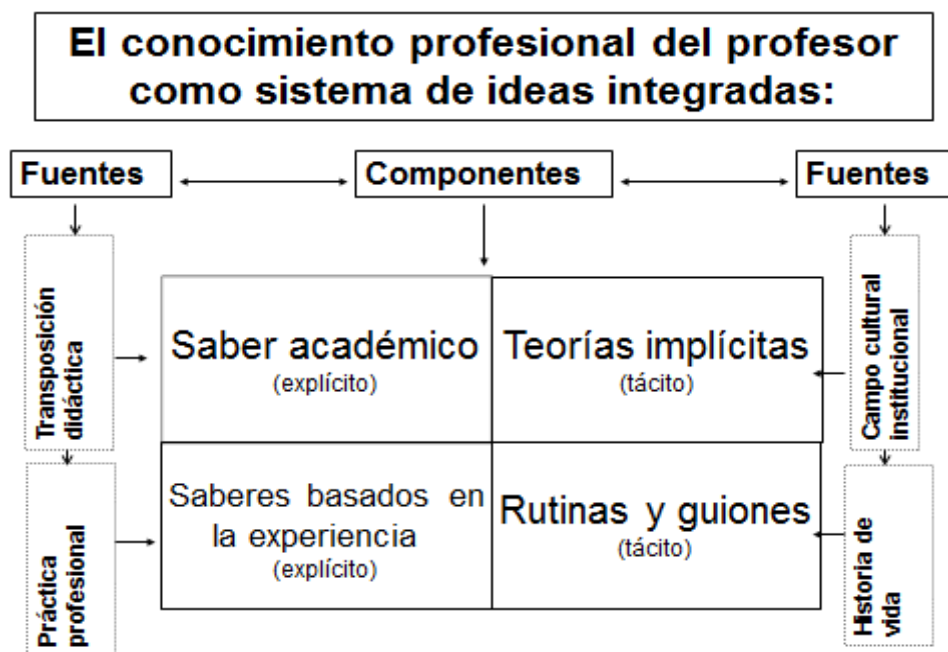 El conocimiento profesional del profesor
como sistema de ideas integradas:
Fuentes
Componentes
Fuentes
Transposición
didáctica
Saber académico
(explícito)
Teorías implícitas
(tácito)
Campo cultural
institucional
Práctica
profesional
Saberes basados en
la experiencia
(explícito)
Rutinas y guiones
(tácito)
Historia de
vida